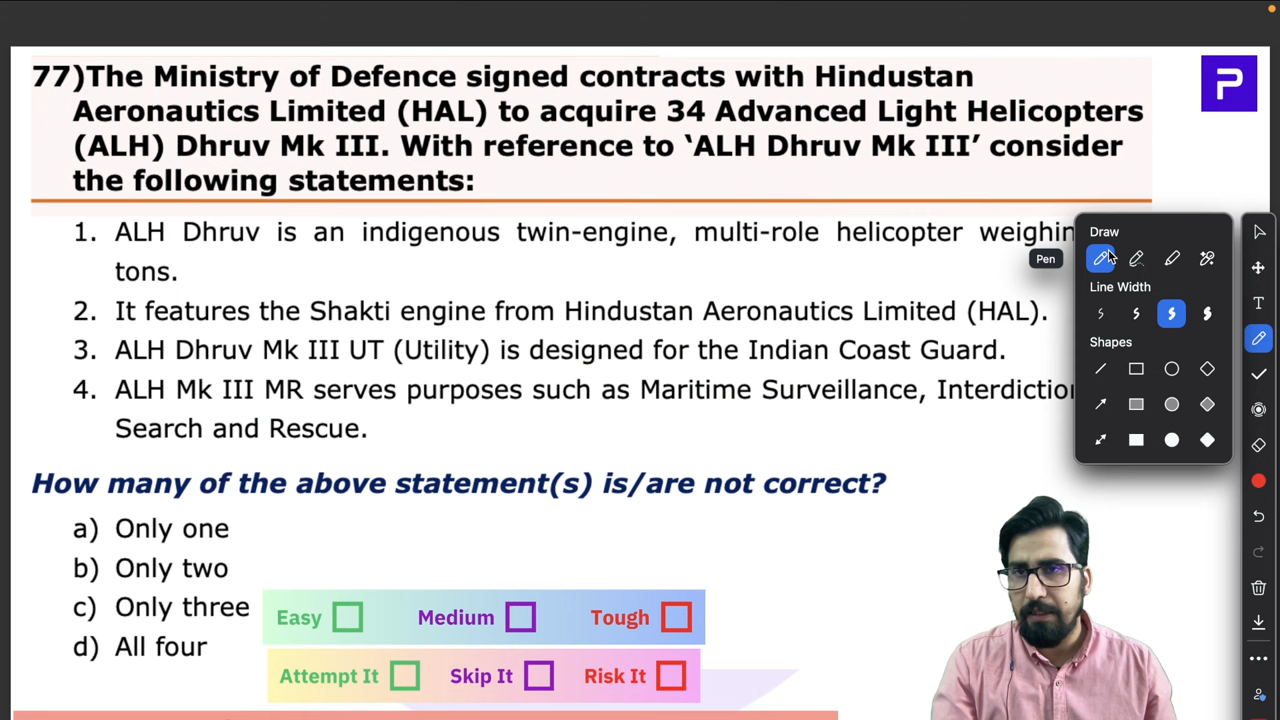 77)The Ministry of Defence signed contracts with Hindustan
Aeronautics Limited (HAL) to acquire 34 Advanced Light Helicopters
(ALH) Dhruv Mk III. With reference to ‘ALH Dhruv Mk III’ consider
the following statements:
P
1. ALH Dhruv is an indigenous twin-engine, multi-role helicopter
tons.
2. It features the Shakti engine from Hindustan Aeronautics Limited (HAL).
3. ALH Dhruv Mk III UT (Utility) is designed for the Indian Coast Guard.
4. ALH Mk III MR serves purposes such as Maritime Surveillance,
Search and Rescue.
How many of the above statement(s) is/are not correct?
a) Only one
b) Only two
c) Only three
d) All four
Easy Medium Tough
Attempt It Skip It Risk It
Draw
Pen
Line Width
Shapes
T